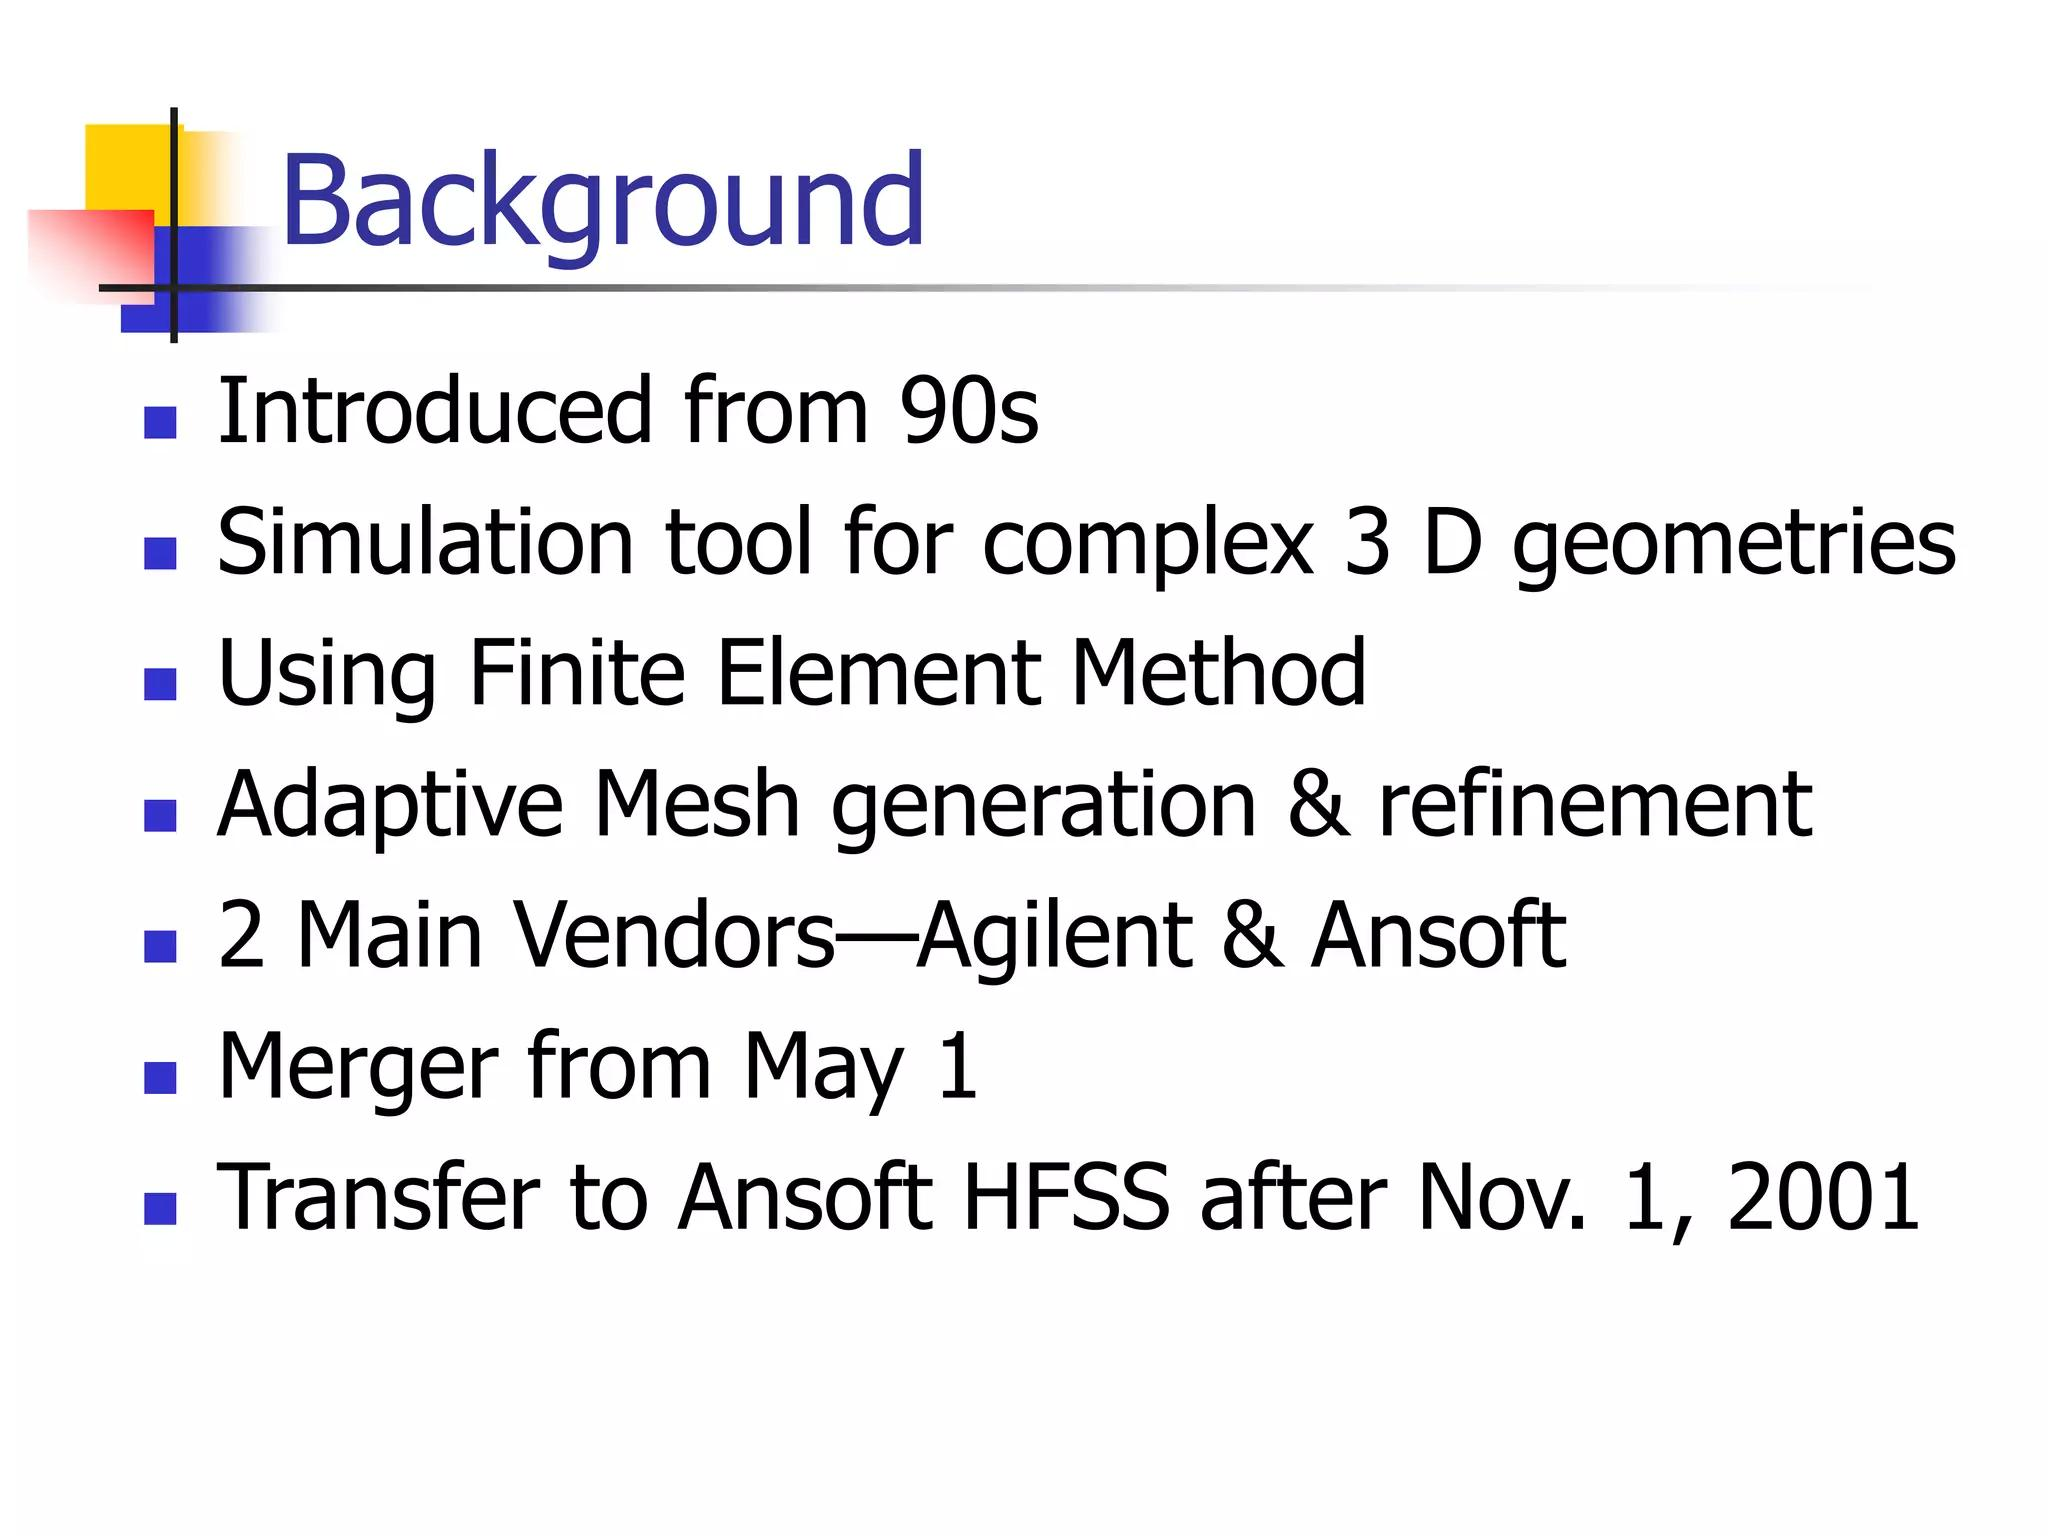 Background
Introduced from 90s
Simulation tool for complex 3 D geometries
Using Finite Element Method
Adaptive Mesh generation & refinement
2 Main Vendors—Agilent & Ansoft
Merger from May 1
Transfer to Ansoft HFSS after Nov. 1, 2001